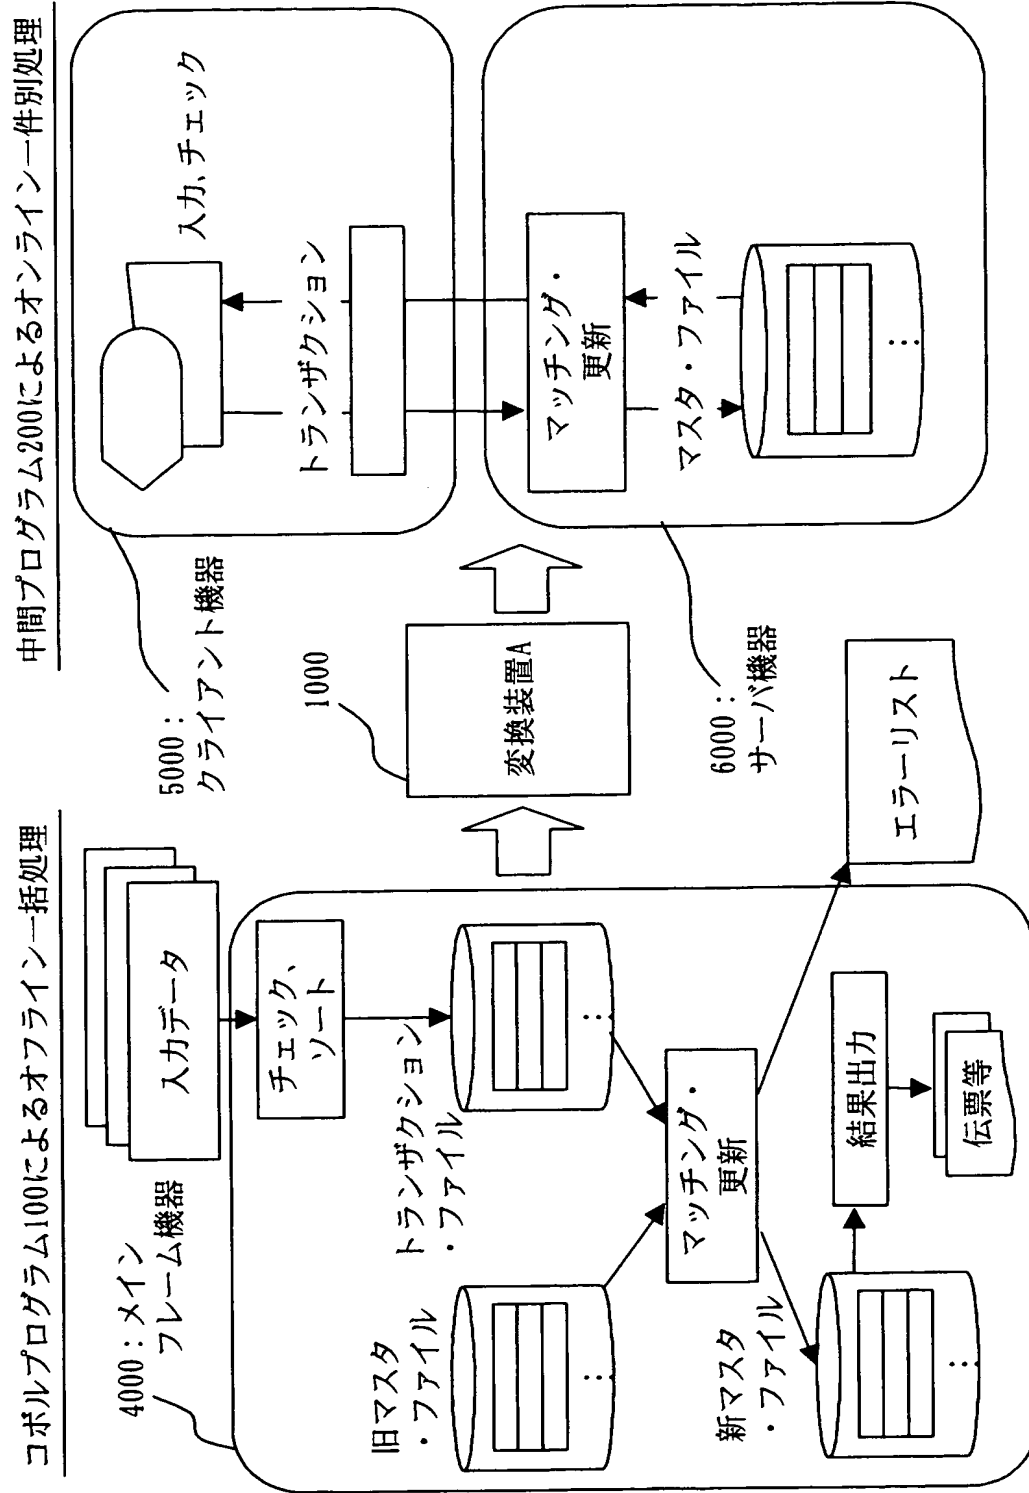 コボルプログラム100によるオフライン一括処理
4000：メイン
フレーム機器
入力データ
チェック、
ソート
トランザクション
・ファイル
旧マスタ
・ファイル
マッチング・
更新
新マスタ
・ファイル
結果出力
伝票等
エラーリスト
1000
変換装置A
中間プログラム200によるオンライン一件別処理
5000：
クライアント機器
入力、チェック
トランザクション
マッチング・
更新
マスタ・ファイル
6000：
サーバ機器